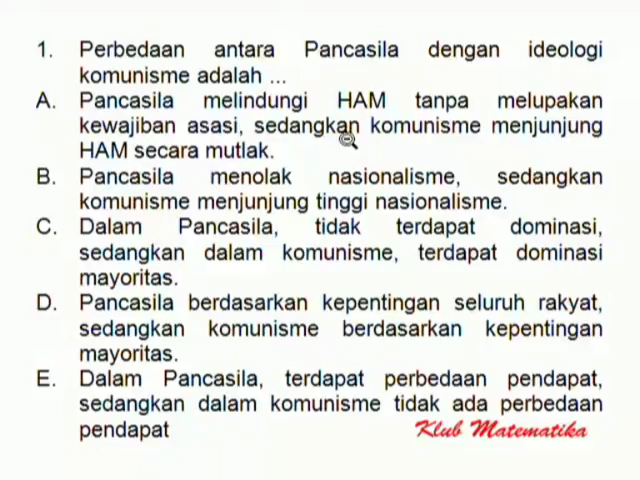 1. Perbedaan antara Pancasila dengan ideologi
komunisme adalah ...
A. Pancasila melindungi HAM tanpa melupakan
kewajiban asasi, sedangkan komunisme menjunjung
HAM secara mutlak.
B. Pancasila menolak nasionalisme, sedangkan
komunisme menjunjung tinggi nasionalisme.
C. Dalam Pancasila, tidak terdapat dominasi,
sedangkan dalam komunisme, terdapat dominasi
mayoritas.
D. Pancasila berdasarkan kepentingan seluruh rakyat,
sedangkan komunisme berdasarkan kepentingan
mayoritas.
E. Dalam Pancasila, terdapat perbedaan pendapat,
sedangkan dalam komunisme tidak ada perbedaan
pendapat
Klub Matematika